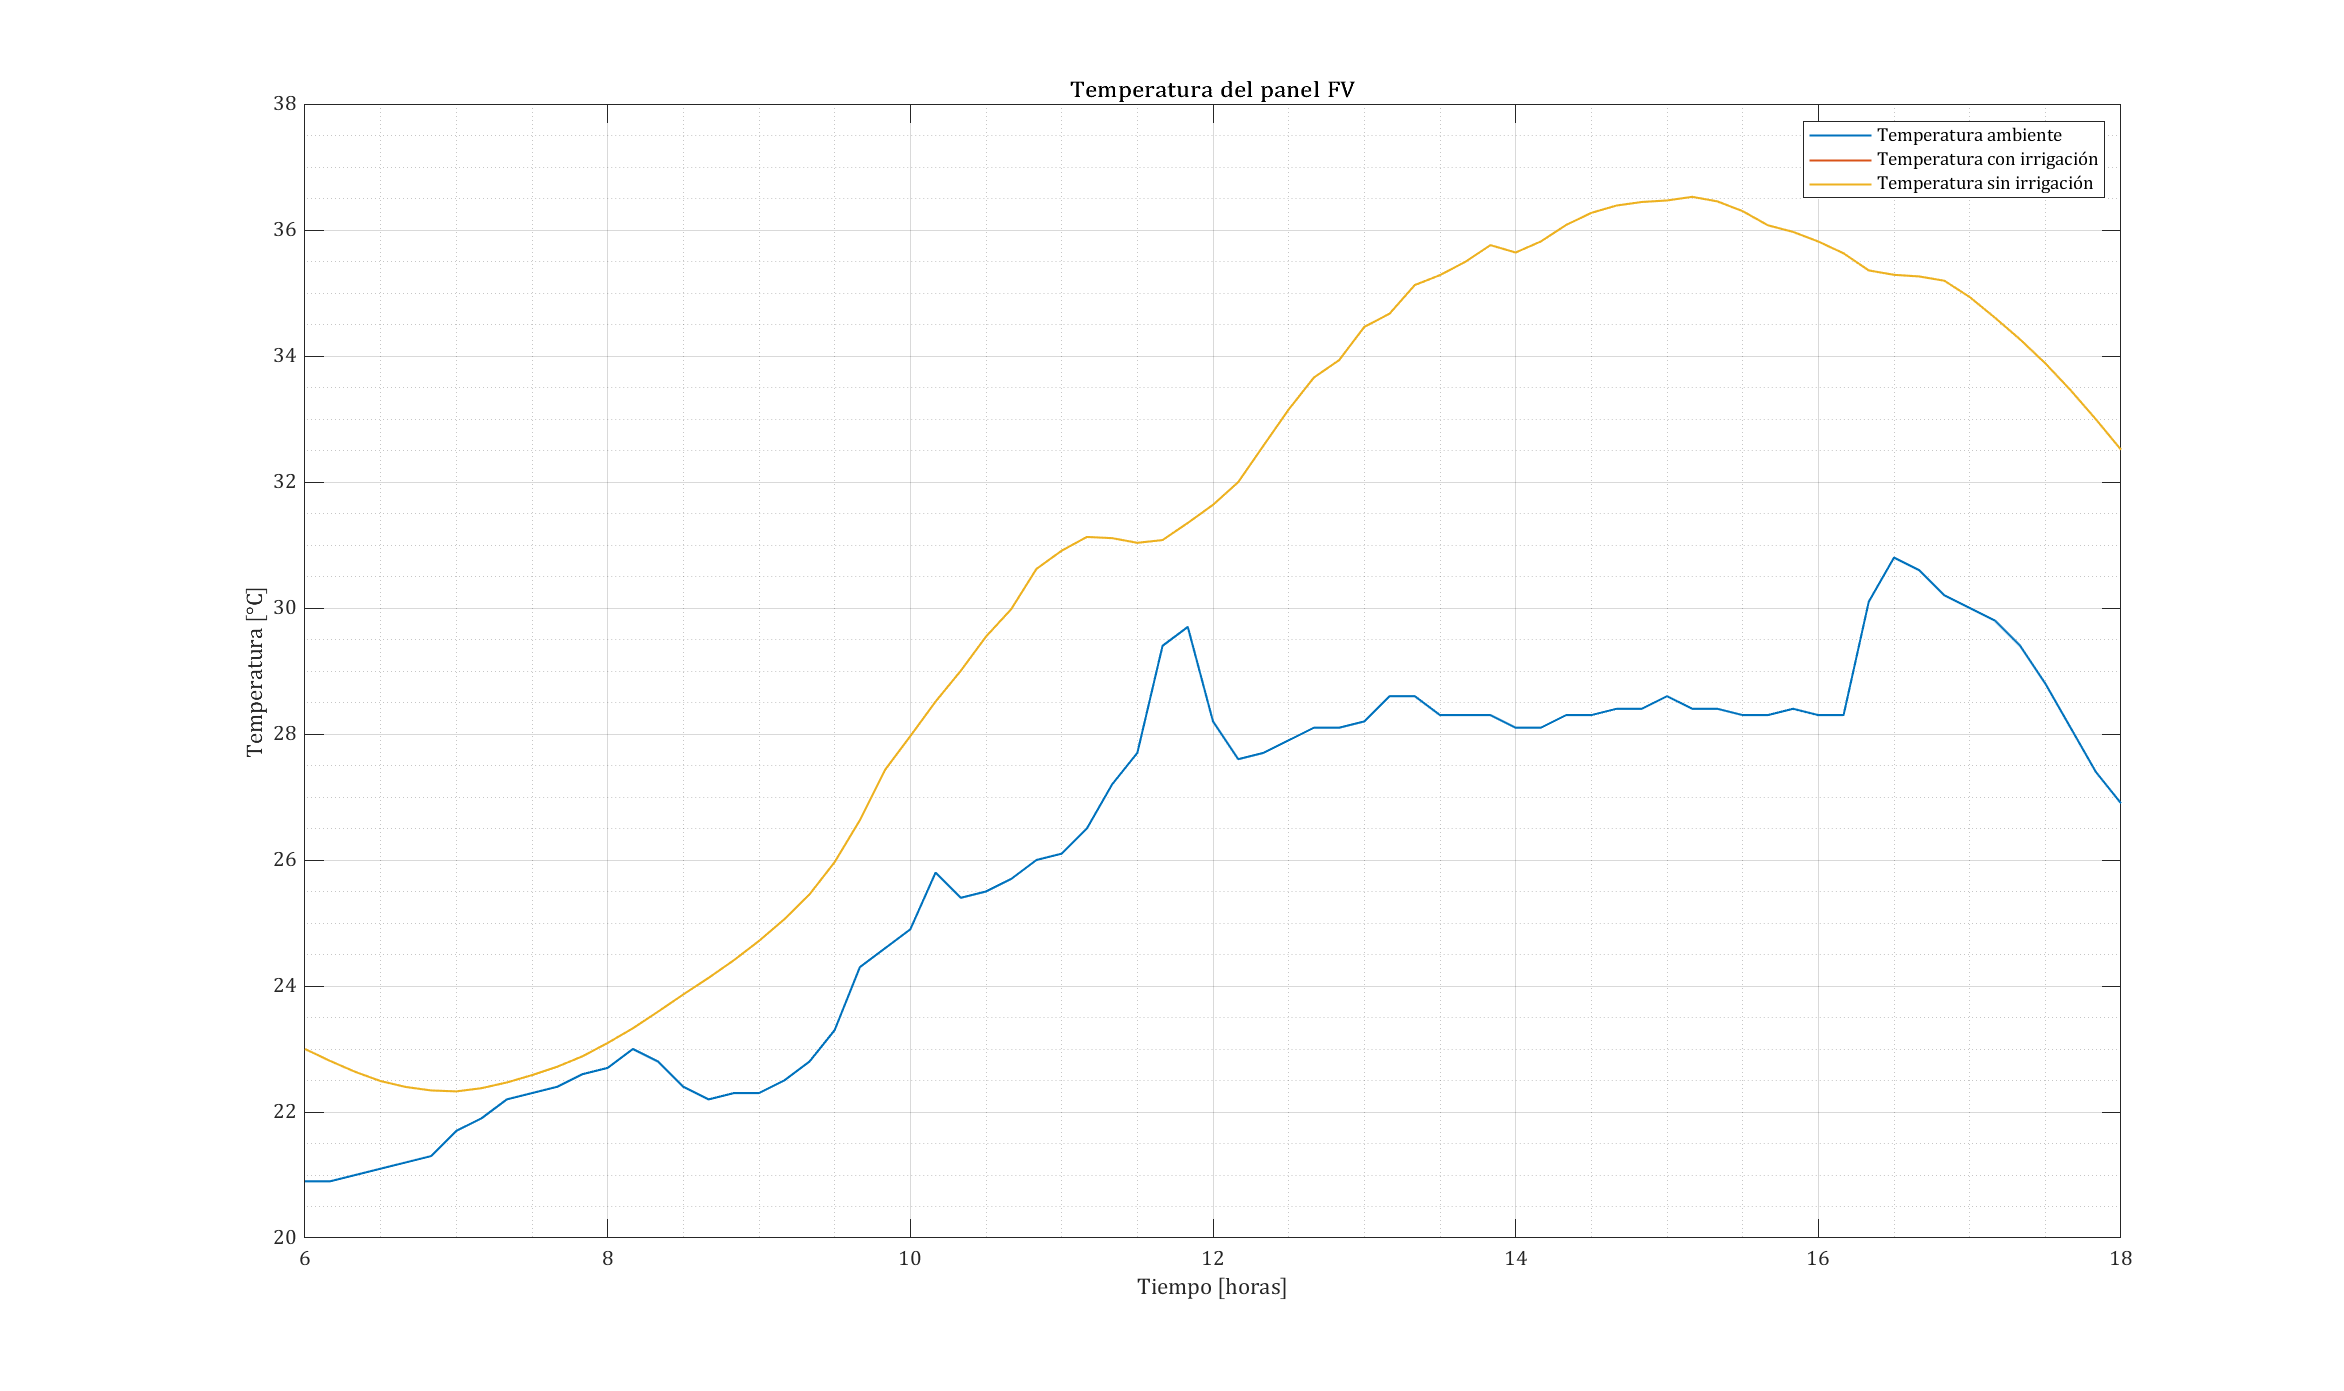 Temperatura del panel FV
38
36
34
32
30
28
26
24
22
20
Temperatura [°C]
Temperatura ambiente
Temperatura con irrigación
Temperatura sin irrigación
6 8 10 12 14 16 18
Tiempo [horas]